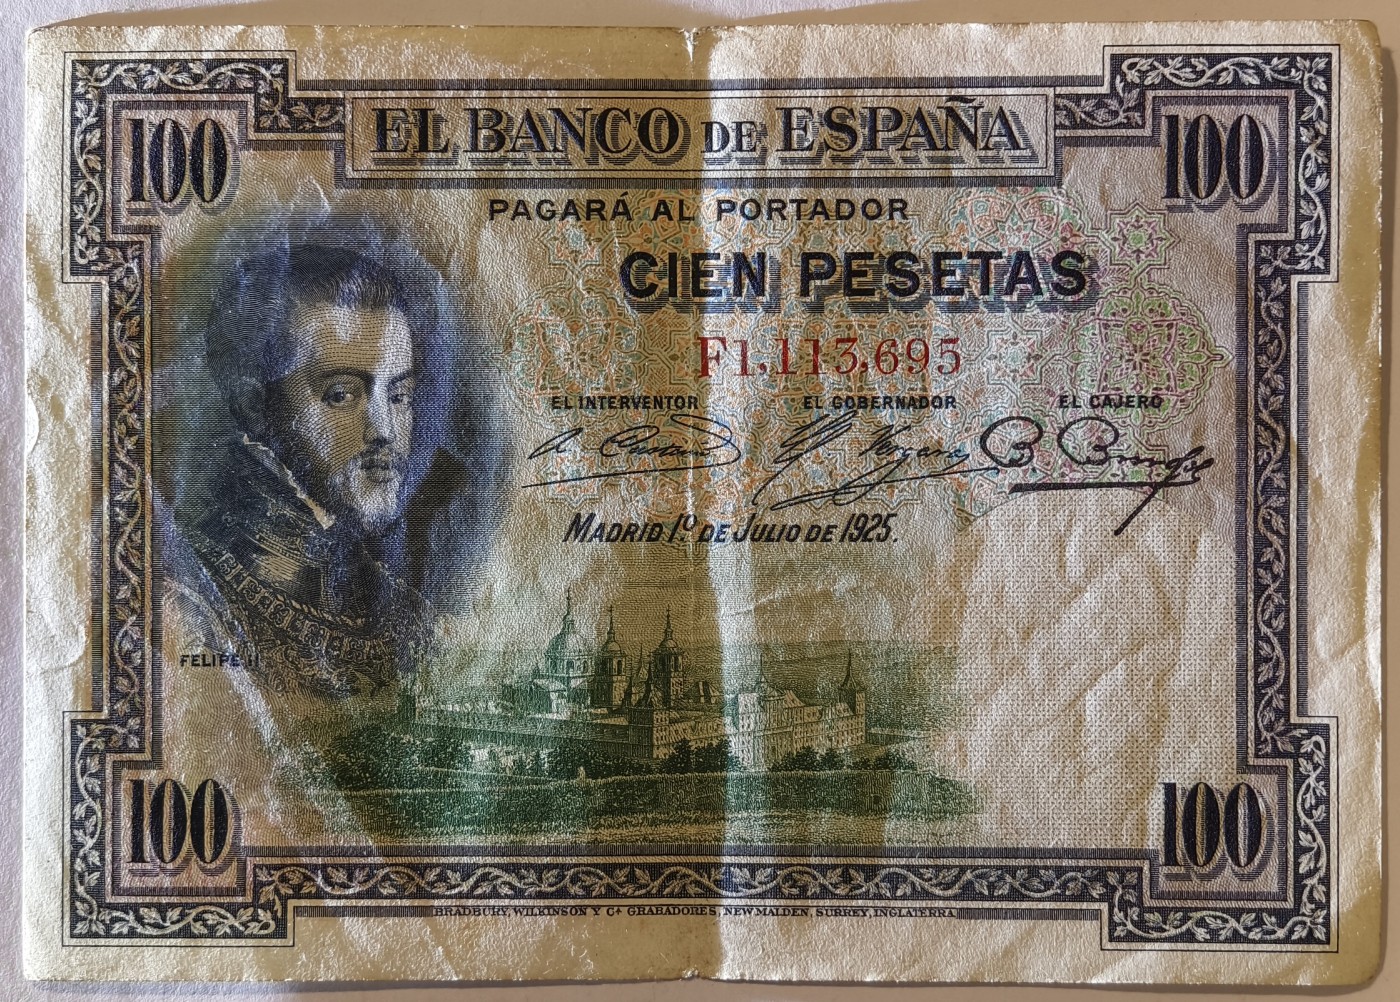 100 EL BANCO DE ESPAÑA 100
PAGARÁ AL PORTADOR
CIEN PESETAS
F1,113,695
EL INTERVENTOR EL GOBERNADOR EL CAJERO
MADRID 1º DE JULIO DE 1925.
FELIPE II
100 100
BRADBURY, WILKINSON Y Cª GRABADORES, NEW MALDEN, SURREY, INGLATERRA